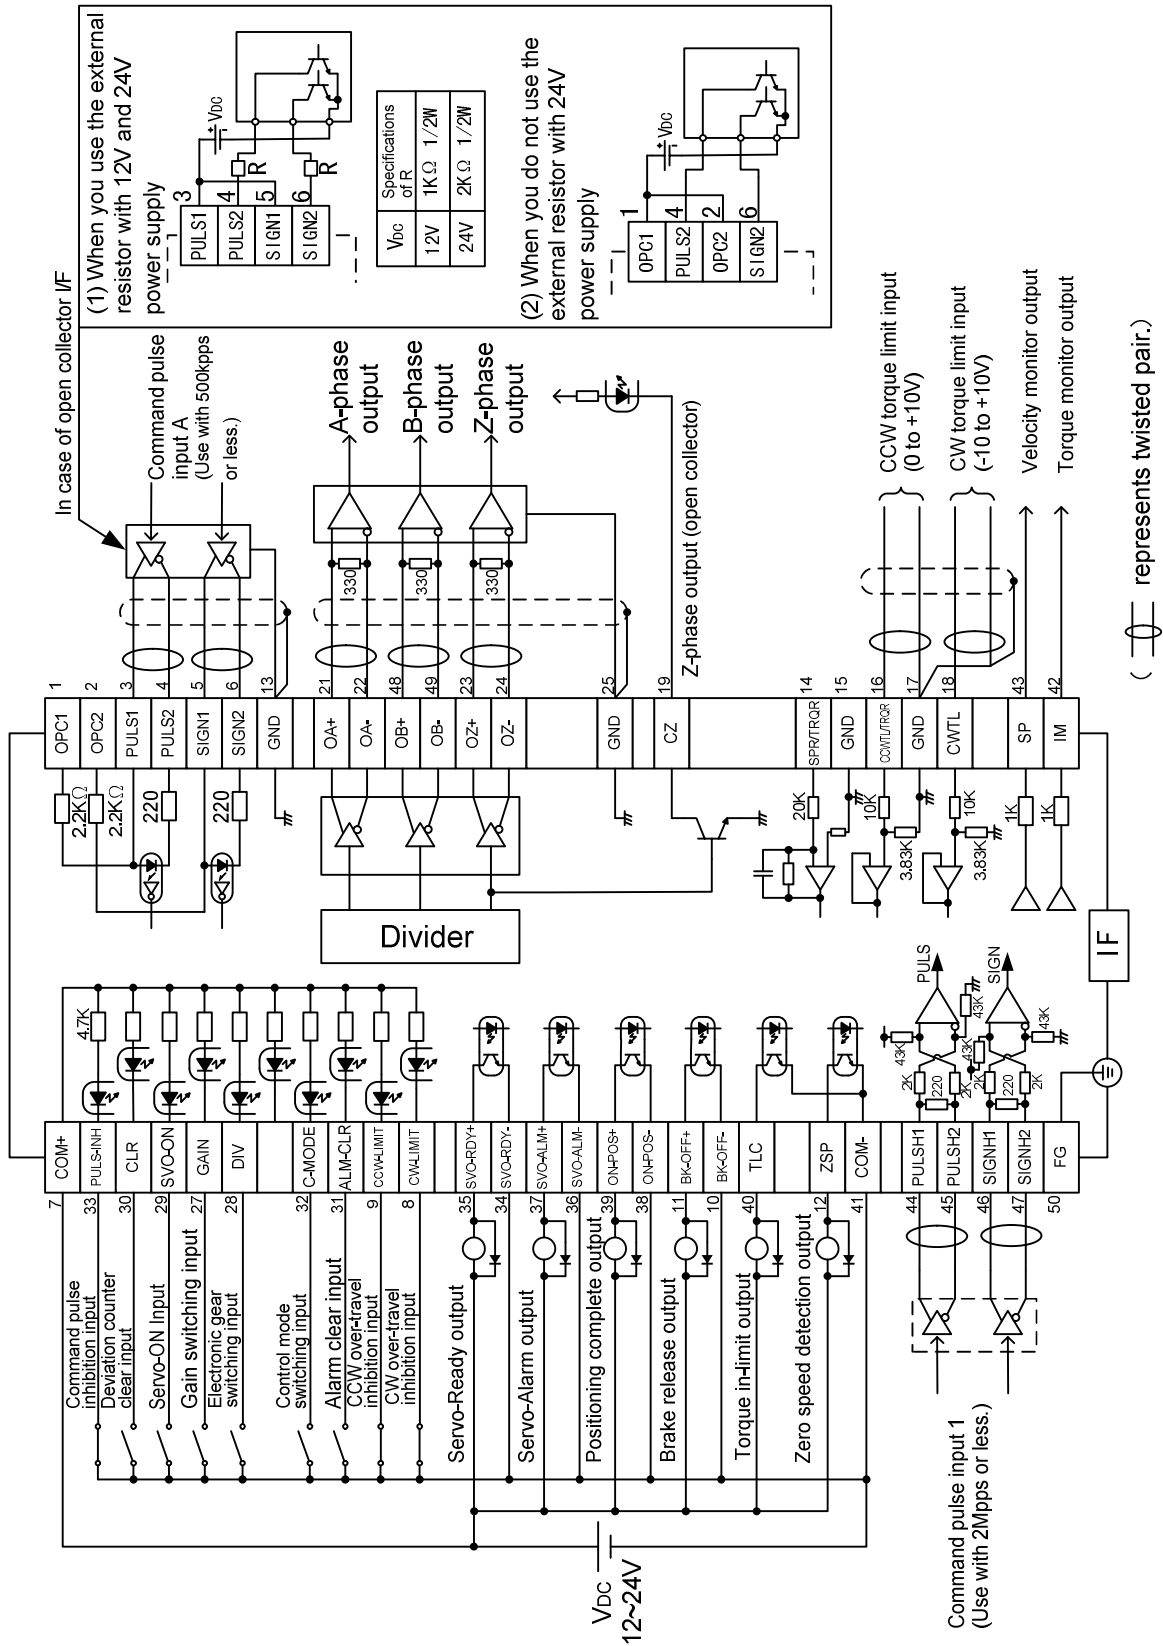 In case of open collector I/F
(1) When you use the external
resistor with 12V and 24V
power supply
VDC
R
R
3
4
5
6
PULS1
PULS2
SIGN1
SIGN2
VDC
Specifications
of R
12V
1KΩ 1/2W
24V
2KΩ 1/2W
(2) When you do not use the
external resistor with 24V
power supply
VDC
1
4
2
6
OPC1
PULS2
OPC2
SIGN2
Command pulse
input A
(Use with 500kpps
or less.)
A-phase
output
B-phase
output
Z-phase
output
330
330
330
Z-phase output (open collector)
CCW torque limit input
(0 to +10V)
CW torque limit input
(-10 to +10V)
Velocity monitor output
Torque monitor output
( ) represents twisted pair.)
1
2
3
4
5
6
13
21
22
48
49
23
24
25
19
14
15
16
17
18
43
42
OPC1
OPC2
PULS1
PULS2
SIGN1
SIGN2
GND
OA+
OA-
OB+
OB-
OZ+
OZ-
GND
CZ
SPR/TRQR
GND
CCWTL/TRQR
GND
CWTL
SP
IM
2.2KΩ
2.2KΩ
220
220
20K
10K
3.83K
10K
3.83K
1K
1K
Divider
IF
PULS
SIGN
43K
43K
43K
43K
2K
220
2K
2K
220
2K
4.7K
COM+
PULS-INH
CLR
SVO-ON
GAIN
DIV
C-MODE
ALM-CLR
CCW-LIMIT
CW-LIMIT
SVO-RDY+
SVO-RDY-
SVO-ALM+
SVO-ALM-
ON-POS+
ON-POS-
BK-OFF+
BK-OFF-
TLC
ZSP
COM-
PULSH1
PULSH2
SIGNH1
SIGNH2
FG
7
33
30
29
27
28
32
31
9
8
35
34
37
36
39
38
11
10
40
12
41
44
45
46
47
50
Command pulse
inhibition input
Deviation counter
clear input
Servo-ON Input
Gain switching input
Electronic gear
switching input
Control mode
switching input
Alarm clear input
CCW over-travel
inhibition input
CW over-travel
inhibition input
Servo-Ready output
Servo-Alarm output
Positioning complete output
Brake release output
Torque in-limit output
Zero speed detection output
VDC
12~24V
Command pulse input 1
(Use with 2Mpps or less.)